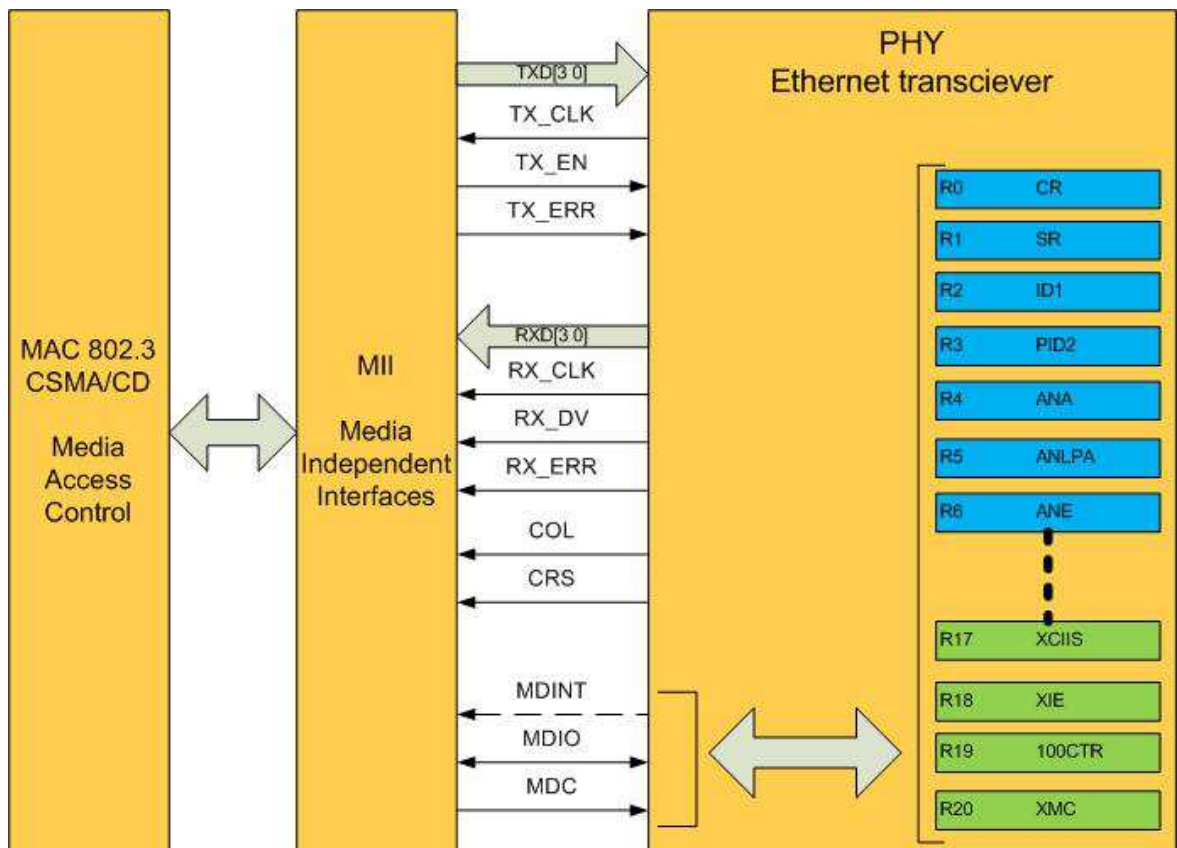 MAC 802.3
CSMA/CD
Media
Access
Control
MII
Media
Independent
Interfaces
TXD[3 0]
TX_CLK
TX_EN
TX_ERR
RXD[3 0]
RX_CLK
RX_DV
RX_ERR
COL
CRS
MDINT
MDIO
MDC
PHY
Ethernet transciever
R0 CR
R1 SR
R2 ID1
R3 PID2
R4 ANA
R5 ANLPA
R6 ANE
R17 XCIIS
R18 XIE
R19 100CTR
R20 XMC